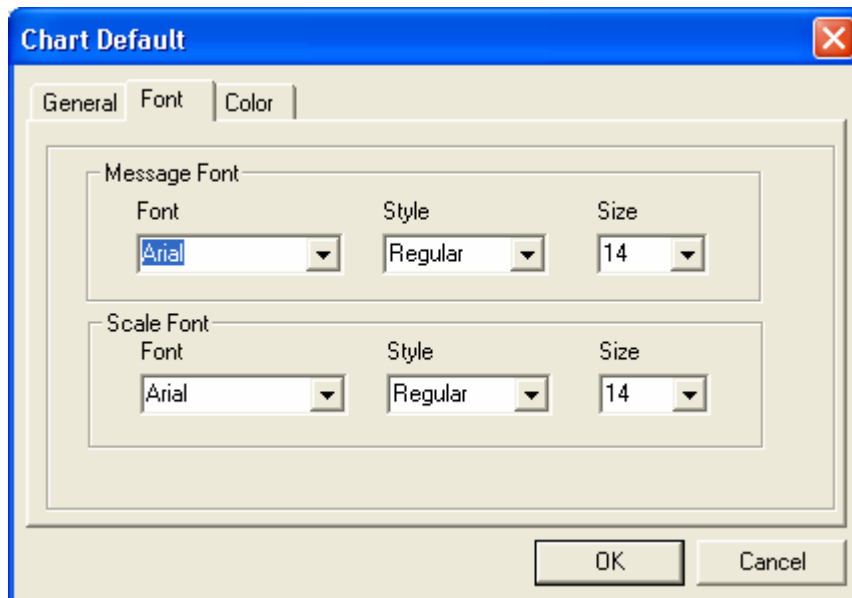 Chart Default
General Font Color
Message Font
Font Style Size
Arial Regular 14
Scale Font
Font Style Size
Arial Regular 14
OK Cancel